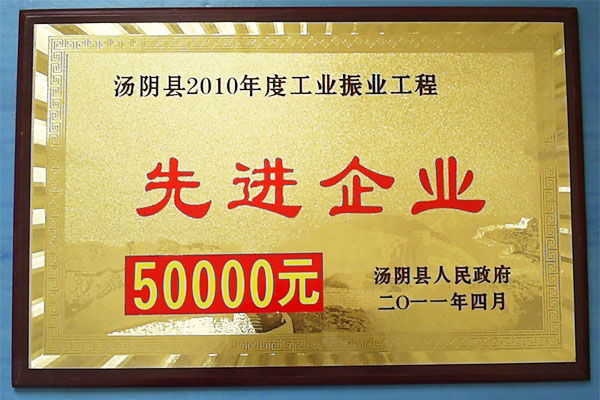 汤阴县2010年度工业振业工程
先进企业
50000元
汤阴县人民政府
二〇一一年四月